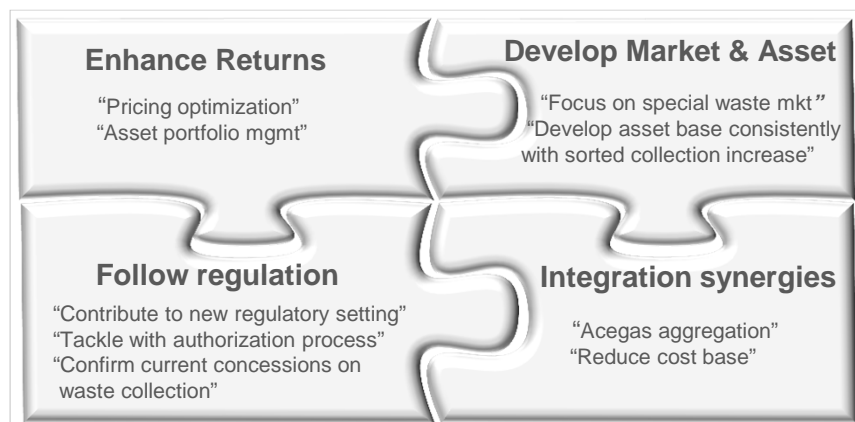 Enhance Returns
“Pricing optimization”
“Asset portfolio mgmt”
Develop Market & Asset
“Focus on special waste mkt”
“Develop asset base consistently
with sorted collection increase”
Follow regulation
“Contribute to new regulatory setting”
“Tackle with authorization process”
“Confirm current concessions on
waste collection”
Integration synergies
“Acegas aggregation”
“Reduce cost base”